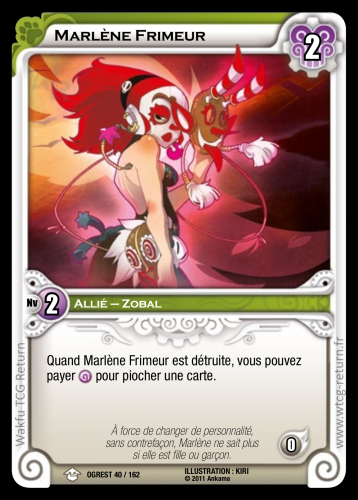 Marlène Frimeur
2
Nv 2 Allié – Zobal
Quand Marlène Frimeur est détruite, vous pouvez
payer pour piocher une carte.
À force de changer de personnalité,
sans contrefaçon, Marlène ne sait plus
si elle est fille ou garçon.
0
OGREST 40 / 162
ILLUSTRATION : KIRI
© 2011 Ankama
Wakfu TCG Return
www.wtcg-return.fr